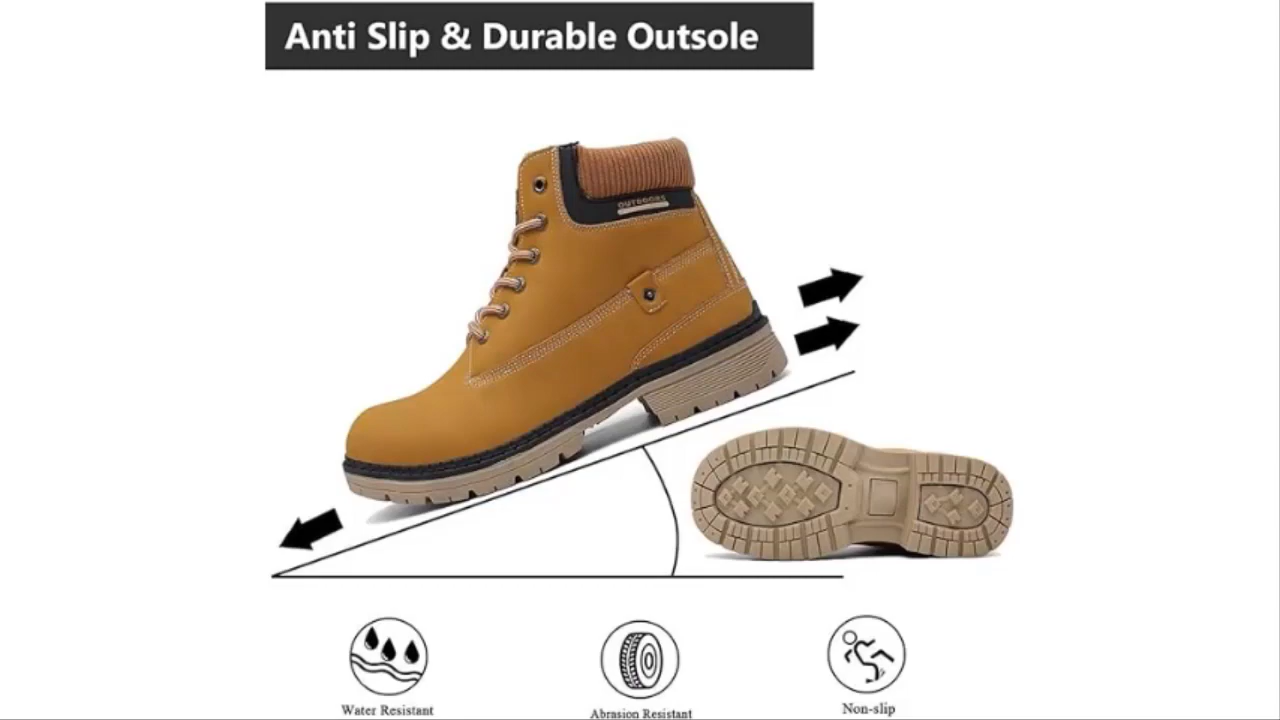 Anti Slip & Durable Outsole
OUTDOORS
Water Resistant
Abrasion Resistant
Non-slip